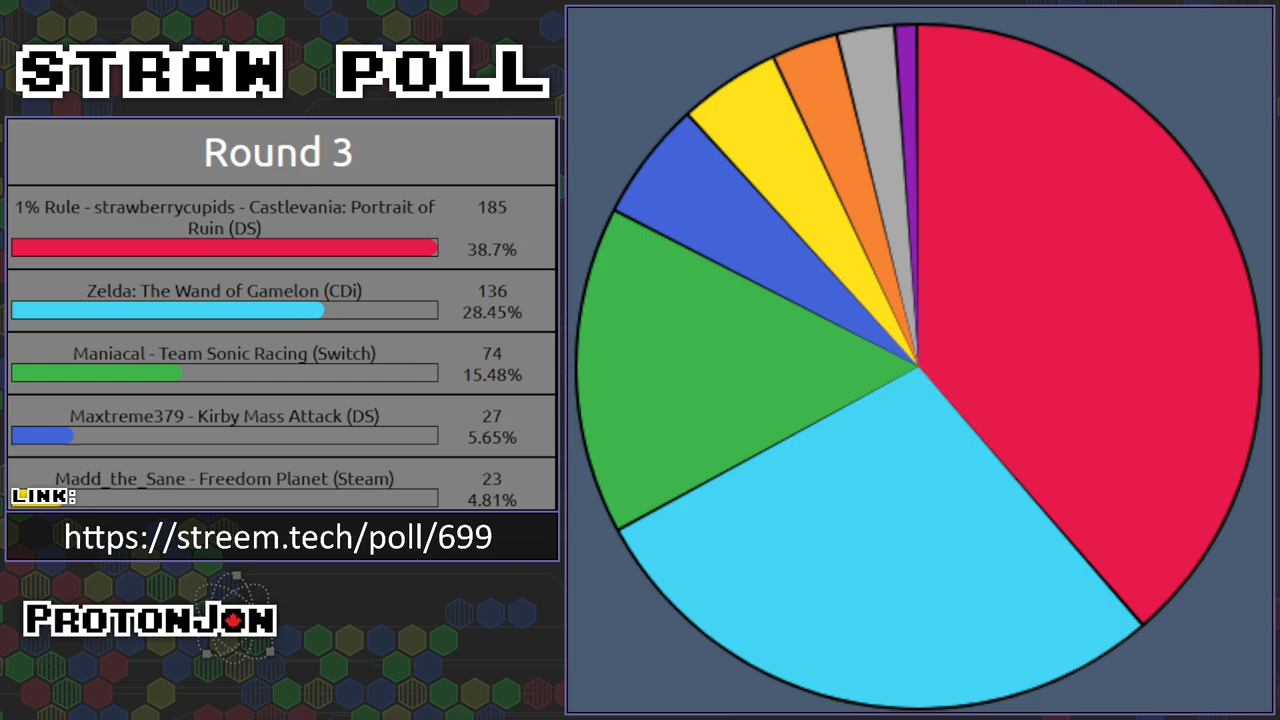 STRAW POLL
Round 3
1% Rule - strawberrycupids - Castlevania: Portrait of
Ruin (DS)
185
38.7%
Zelda: The Wand of Gamelon (CDi)
136
28.45%
Maniacal - Team Sonic Racing (Switch)
74
15.48%
Maxtreme379 - Kirby Mass Attack (DS)
27
5.65%
Madd_the_Sane - Freedom Planet (Steam)
23
4.81%
LINK:
https://streem.tech/poll/699
PROTONJON